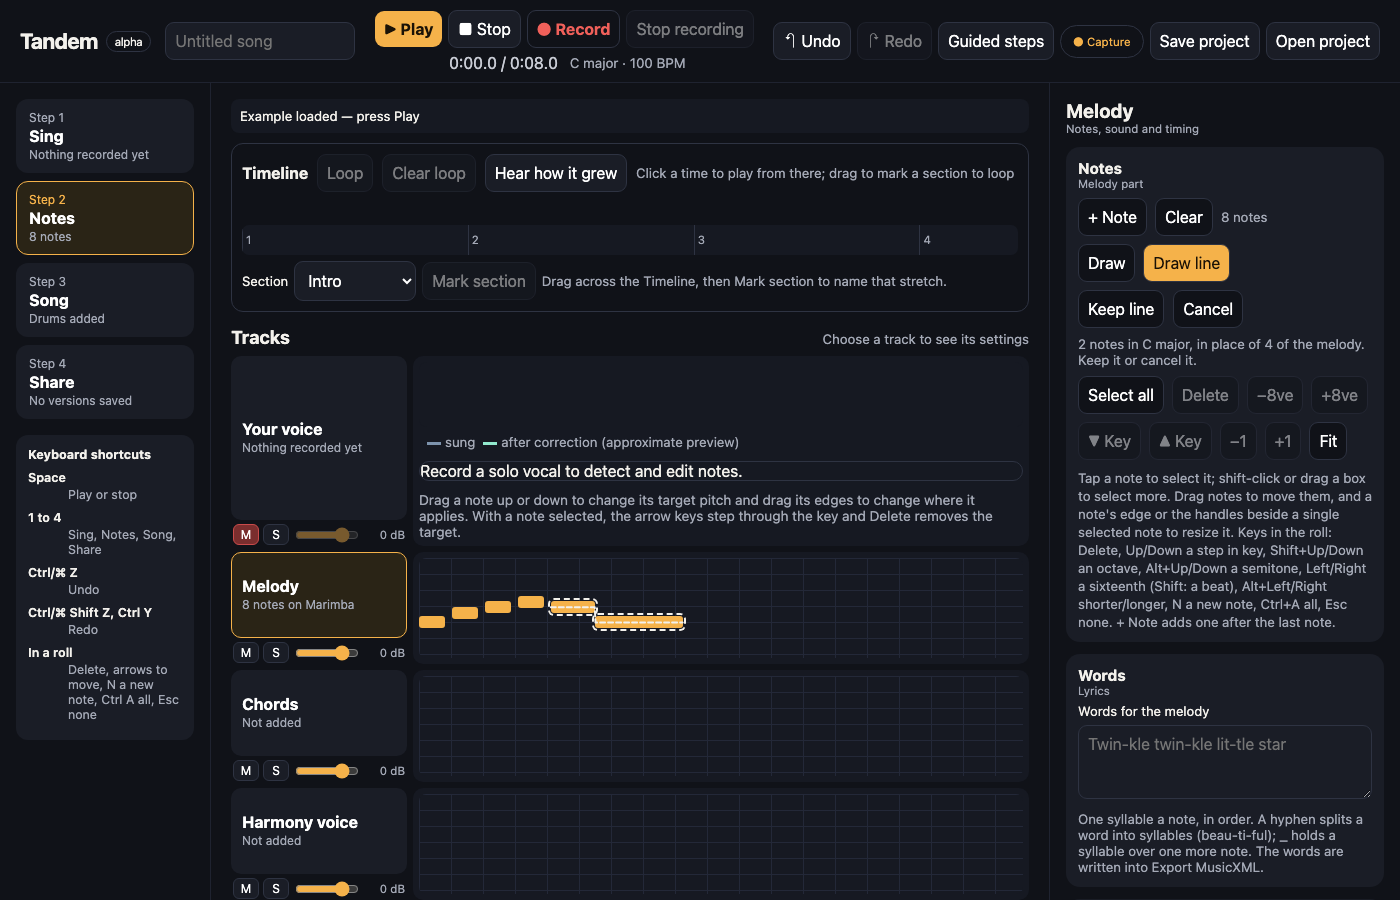 Tandem
alpha
Untitled song
Play
Stop
Record
Stop recording
0:00.0 / 0:08.0
C major · 100 BPM
Undo
Redo
Guided steps
Capture
Save project
Open project
Step 1
Sing
Nothing recorded yet
Step 2
Notes
8 notes
Step 3
Song
Drums added
Step 4
Share
No versions saved
Keyboard shortcuts
Space
Play or stop
1 to 4
Sing, Notes, Song,
Share
Ctrl/⌘ Z
Undo
Ctrl/⌘ Shift Z, Ctrl Y
Redo
In a roll
Delete, arrows to
move, N a new
note, Ctrl A all, Esc
none
Example loaded — press Play
Timeline
Loop
Clear loop
Hear how it grew
Click a time to play from there; drag to mark a section to loop
1
2
3
4
Section
Intro
Mark section
Drag across the Timeline, then Mark section to name that stretch.
Tracks
Choose a track to see its settings
Your voice
Nothing recorded yet
M
S
0 dB
sung
after correction (approximate preview)
Record a solo vocal to detect and edit notes.
Drag a note up or down to change its target pitch and drag its edges to change where it
applies. With a note selected, the arrow keys step through the key and Delete removes the
target.
Melody
8 notes on Marimba
M
S
0 dB
Chords
Not added
M
S
0 dB
Harmony voice
Not added
M
S
0 dB
Melody
Notes, sound and timing
Notes
Melody part
+ Note
Clear
8 notes
Draw
Draw line
Keep line
Cancel
2 notes in C major, in place of 4 of the melody.
Keep it or cancel it.
Select all
Delete
−8ve
+8ve
▼ Key
▲ Key
−1
+1
Fit
Tap a note to select it; shift-click or drag a box
to select more. Drag notes to move them, and a
note's edge or the handles beside a single
selected note to resize it. Keys in the roll:
Delete, Up/Down a step in key, Shift+Up/Down
an octave, Alt+Up/Down a semitone, Left/Right
a sixteenth (Shift: a beat), Alt+Left/Right
shorter/longer, N a new note, Ctrl+A all, Esc
none. + Note adds one after the last note.
Words
Lyrics
Words for the melody
Twin-kle twin-kle lit-tle star
One syllable a note, in order. A hyphen splits a
word into syllables (beau-ti-ful); _ holds a
syllable over one more note. The words are
written into Export MusicXML.